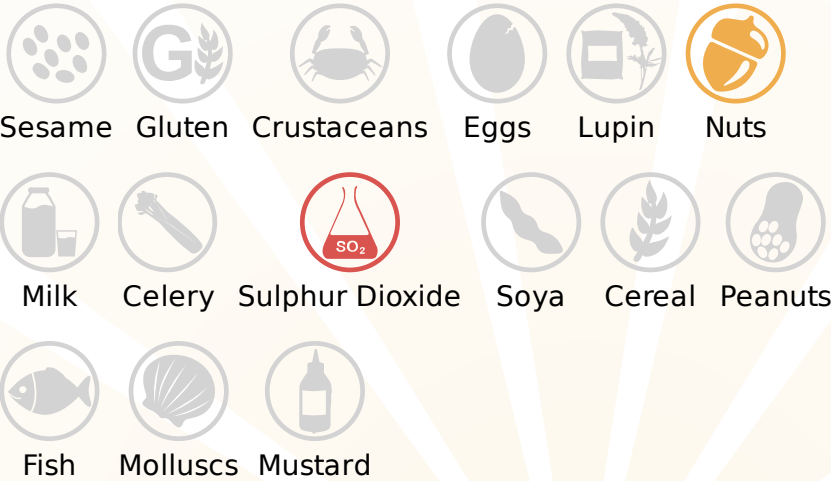 G
Sesame Gluten Crustaceans Eggs Lupin Nuts
SO₂
Milk Celery Sulphur Dioxide Soya Cereal Peanuts
Fish Molluscs Mustard